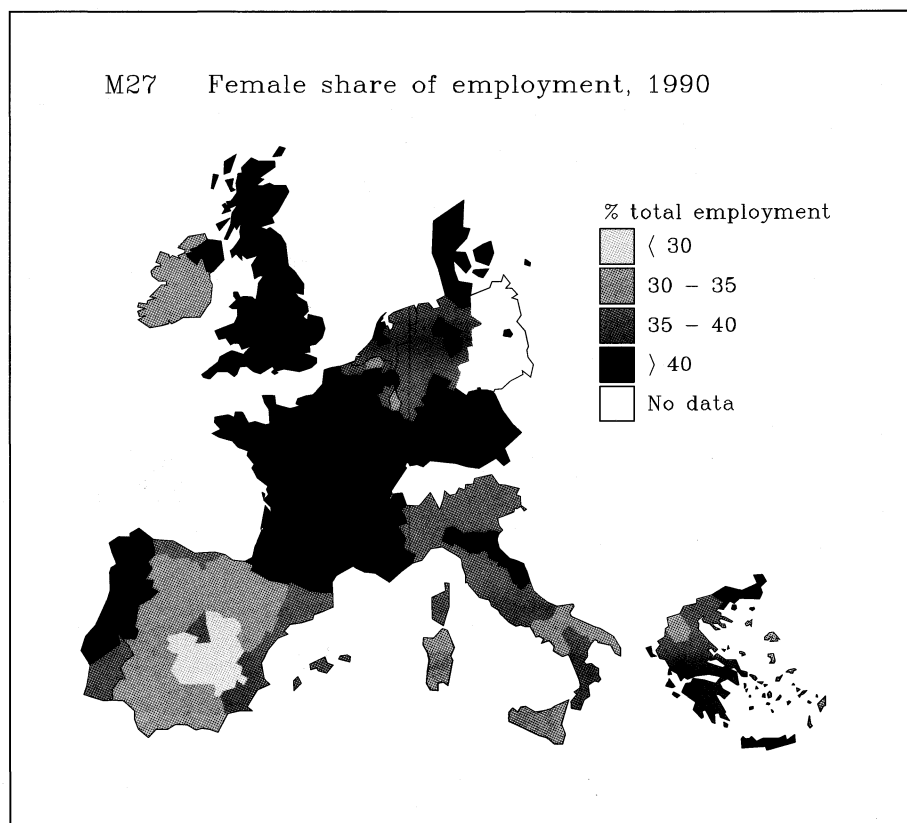 M27 Female share of employment, 1990
% total employment
⟨ 30
30 – 35
35 – 40
⟩ 40
No data